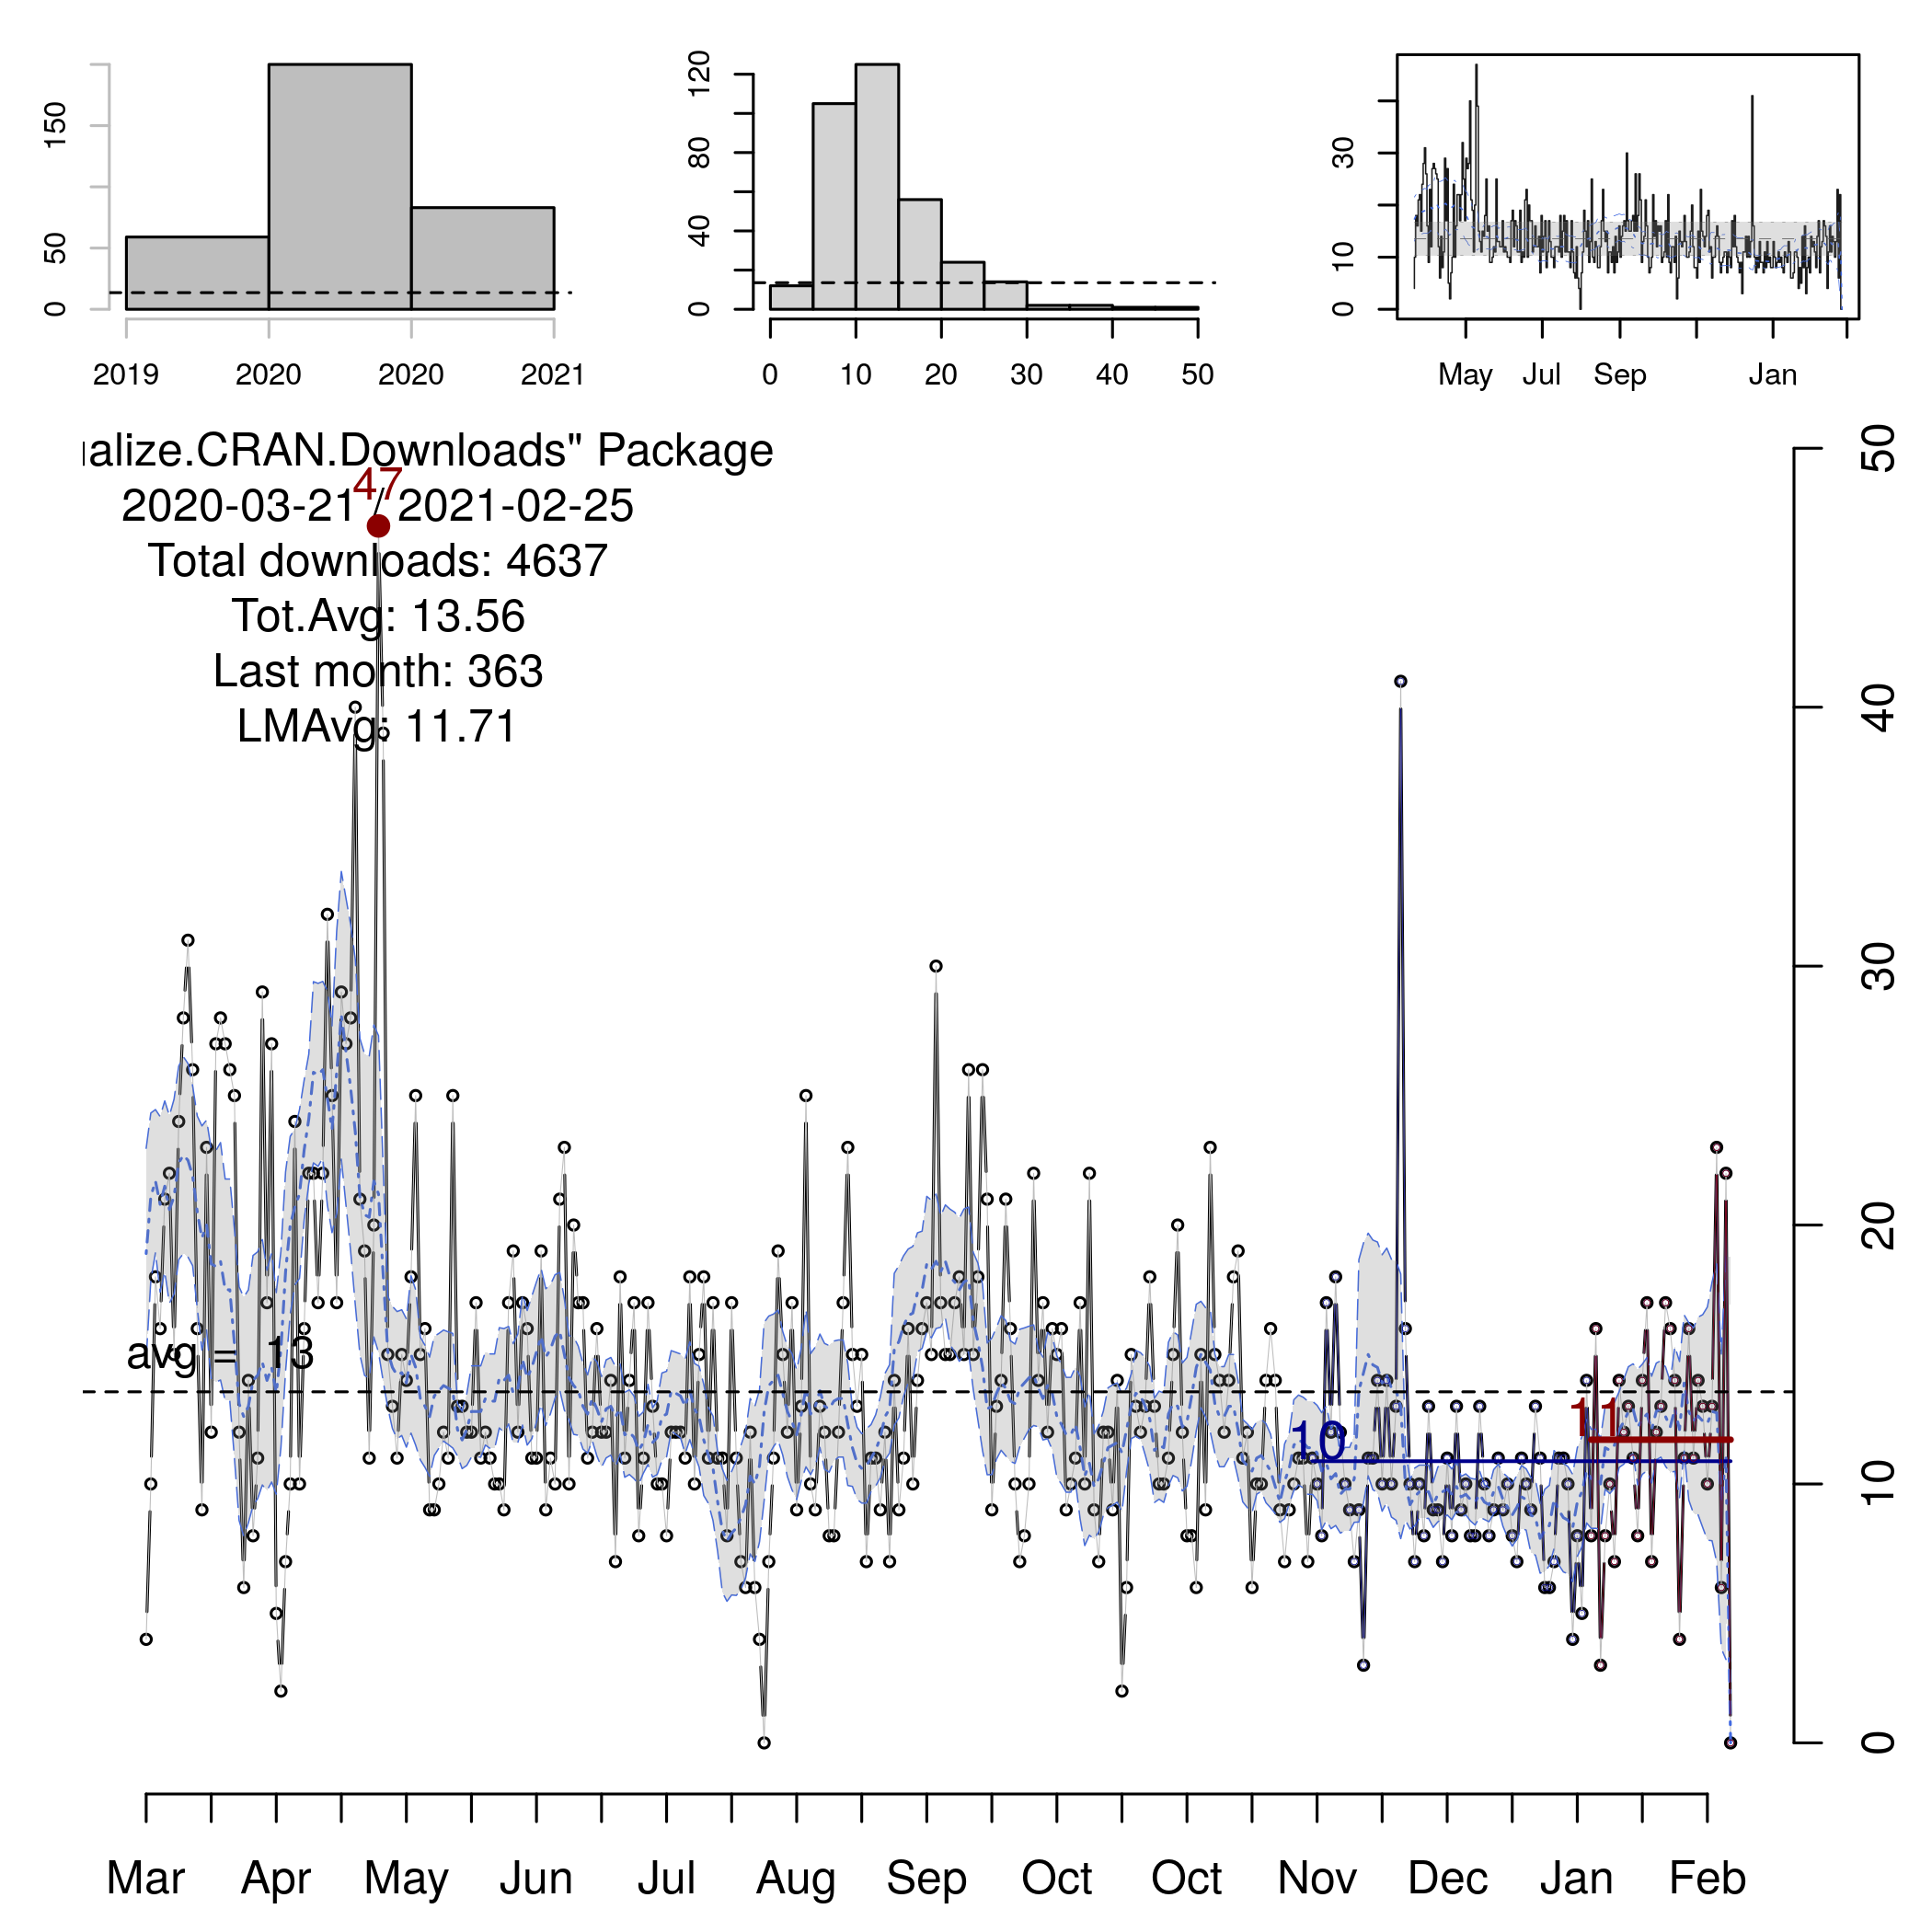 150
50
0
2019 2020 2020 2021
120
80
40
0
0 10 20 30 40 50
30
10
0
May Jul Sep Jan
alize.CRAN.Downloads" Package
47
2020-03-21 / 2021-02-25
Total downloads: 4637
Tot.Avg: 13.56
Last month: 363
LMAvg: 11.71
avg = 13
10
11
50
40
30
20
10
0
Mar Apr May Jun Jul Aug Sep Oct Oct Nov Dec Jan Feb